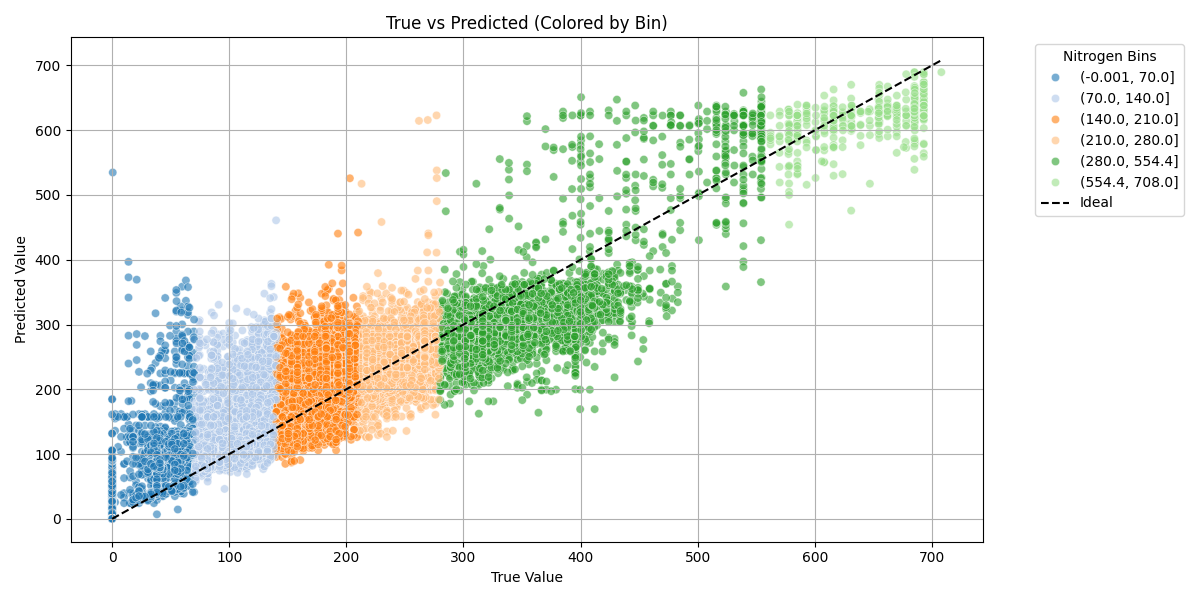 True vs Predicted (Colored by Bin)
Predicted Value
700
600
500
400
300
200
100
0
0 100 200 300 400 500 600 700
True Value
Nitrogen Bins
(-0.001, 70.0]
(70.0, 140.0]
(140.0, 210.0]
(210.0, 280.0]
(280.0, 554.4]
(554.4, 708.0]
Ideal